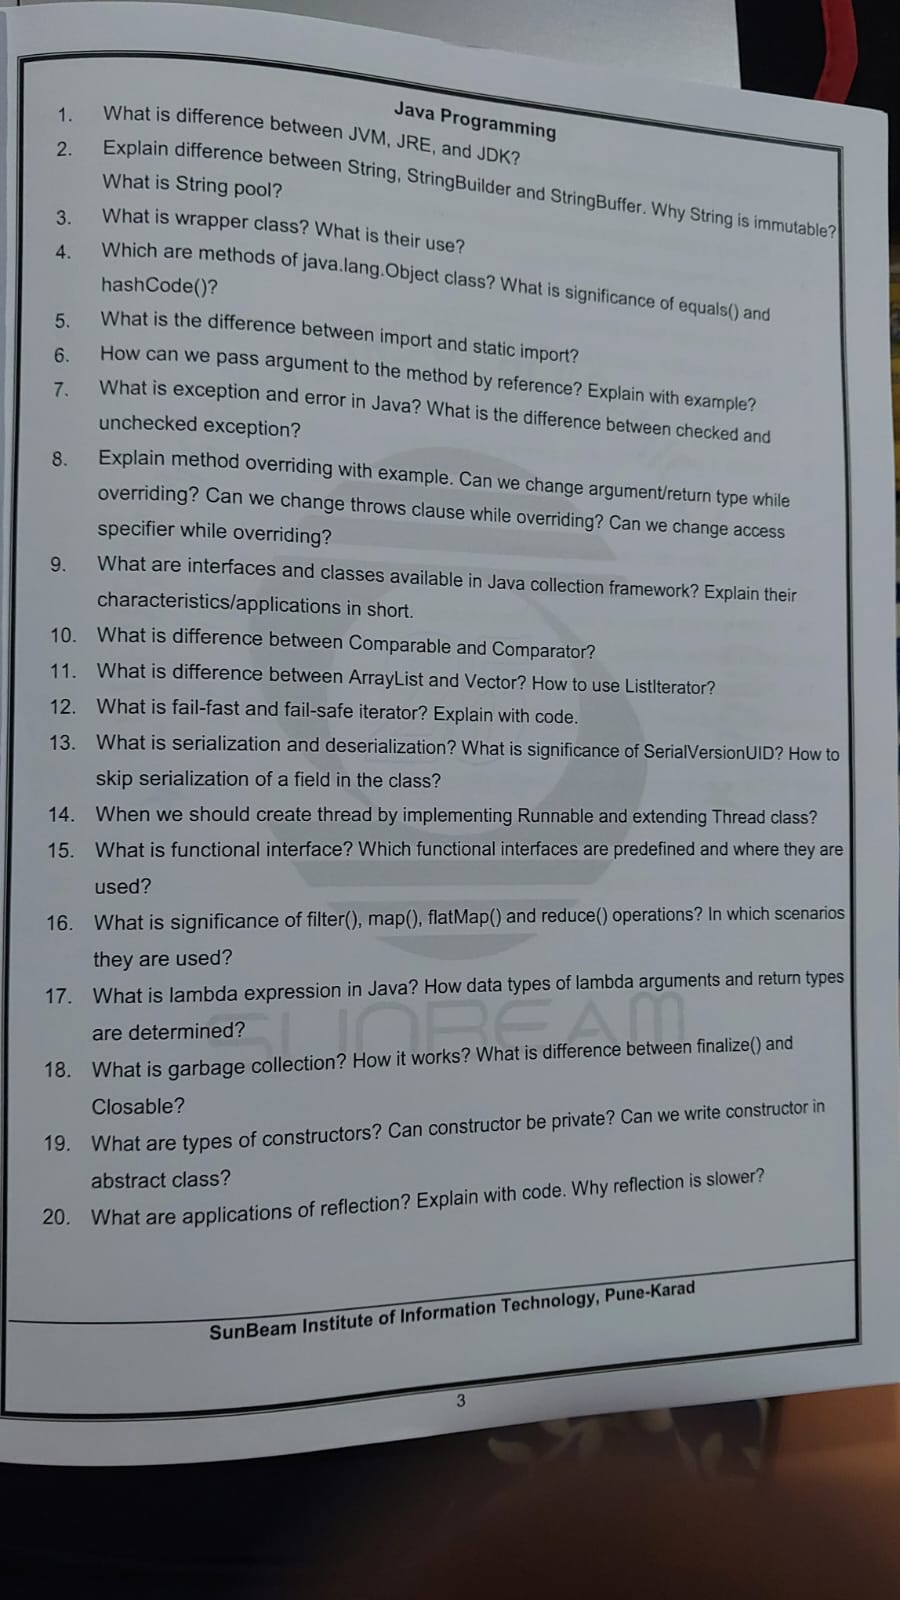 Java Programming
1. What is difference between JVM, JRE, and JDK?
2. Explain difference between String, StringBuilder and StringBuffer. Why String is immutable?
What is String pool?
3. What is wrapper class? What is their use?
4. Which are methods of java.lang.Object class? What is significance of equals() and
hashCode()?
5. What is the difference between import and static import?
6. How can we pass argument to the method by reference? Explain with example?
7. What is exception and error in Java? What is the difference between checked and
unchecked exception?
8. Explain method overriding with example. Can we change argument/return type while
overriding? Can we change throws clause while overriding? Can we change access
specifier while overriding?
9. What are interfaces and classes available in Java collection framework? Explain their
characteristics/applications in short.
10. What is difference between Comparable and Comparator?
11. What is difference between ArrayList and Vector? How to use ListIterator?
12. What is fail-fast and fail-safe iterator? Explain with code.
13. What is serialization and deserialization? What is significance of SerialVersionUID? How to
skip serialization of a field in the class?
14. When we should create thread by implementing Runnable and extending Thread class?
15. What is functional interface? Which functional interfaces are predefined and where they are
used?
16. What is significance of filter(), map(), flatMap() and reduce() operations? In which scenarios
they are used?
17. What is lambda expression in Java? How data types of lambda arguments and return types
are determined?
SUNBEAM
18. What is garbage collection? How it works? What is difference between finalize() and
Closable?
19. What are types of constructors? Can constructor be private? Can we write constructor in
abstract class?
20. What are applications of reflection? Explain with code. Why reflection is slower?
SunBeam Institute of Information Technology, Pune-Karad
3